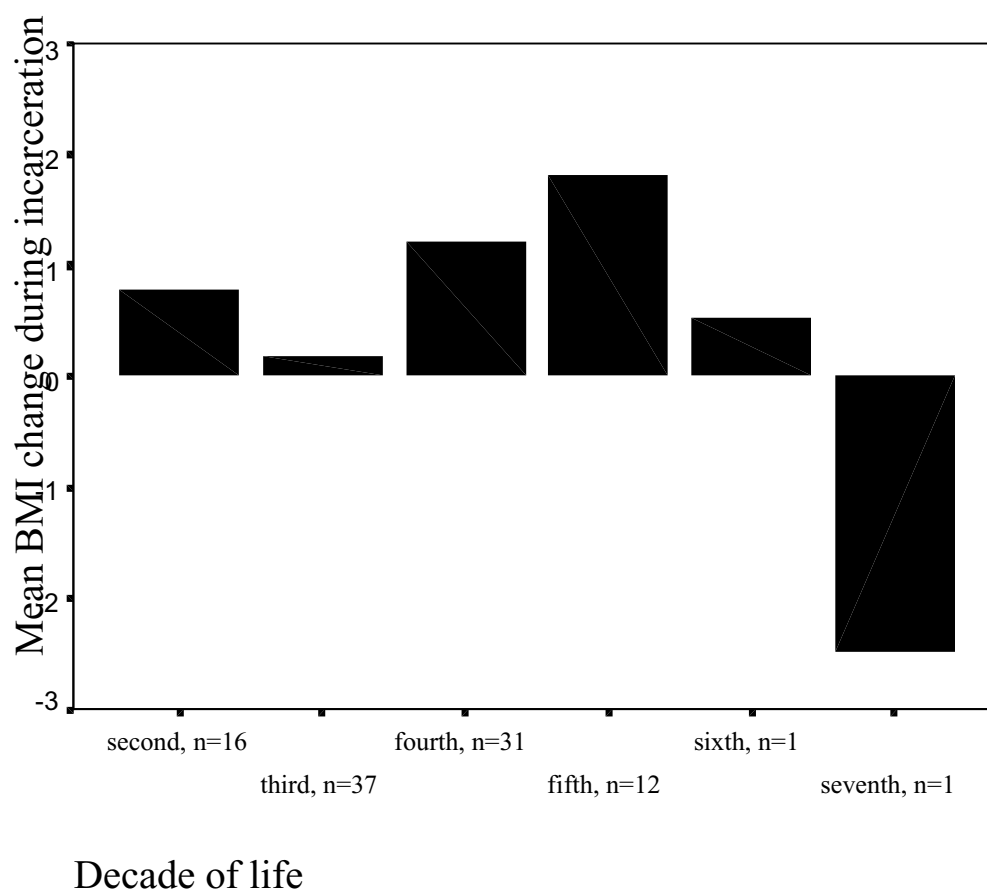 Mean BMI change during incarceration
3
2
1
0
-1
-2
-3
second, n=16
third, n=37
fourth, n=31
fifth, n=12
sixth, n=1
seventh, n=1
Decade of life